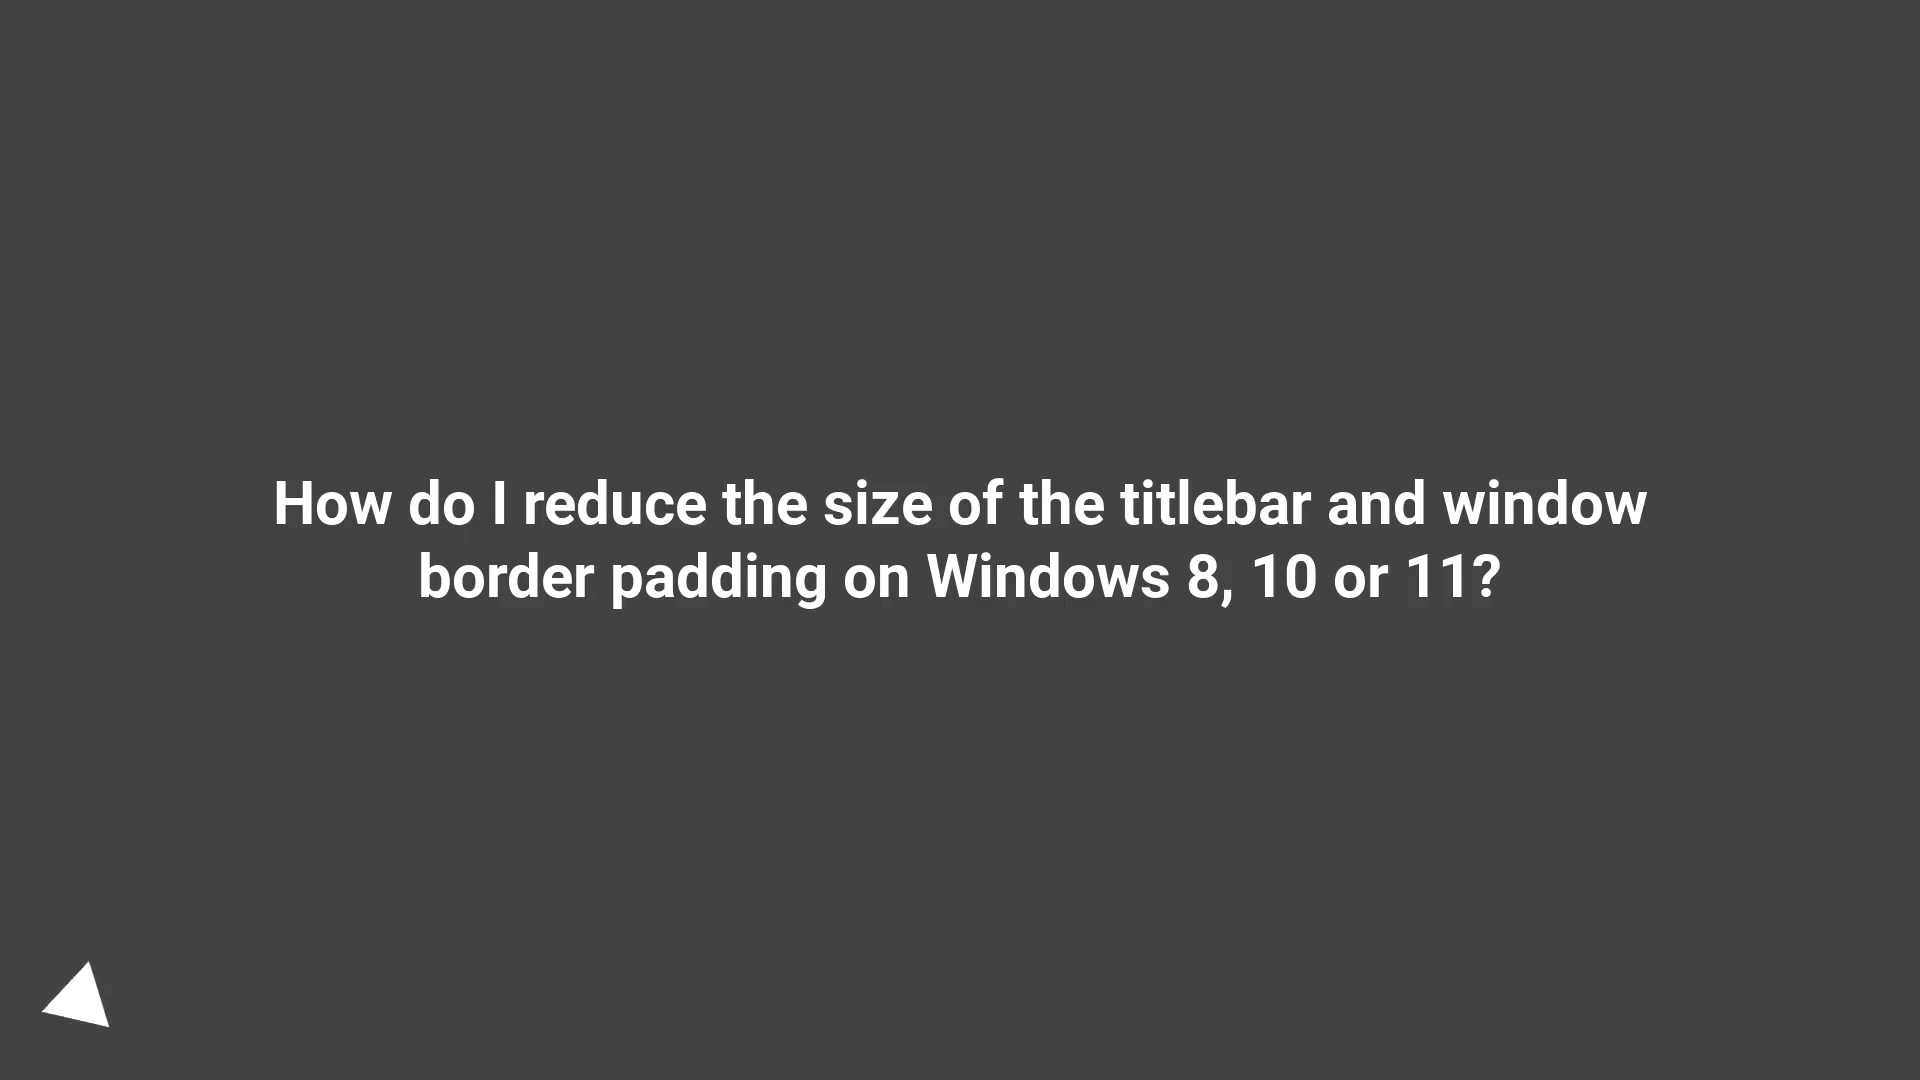 How do I reduce the size of the titlebar and window
border padding on Windows 8, 10 or 11?